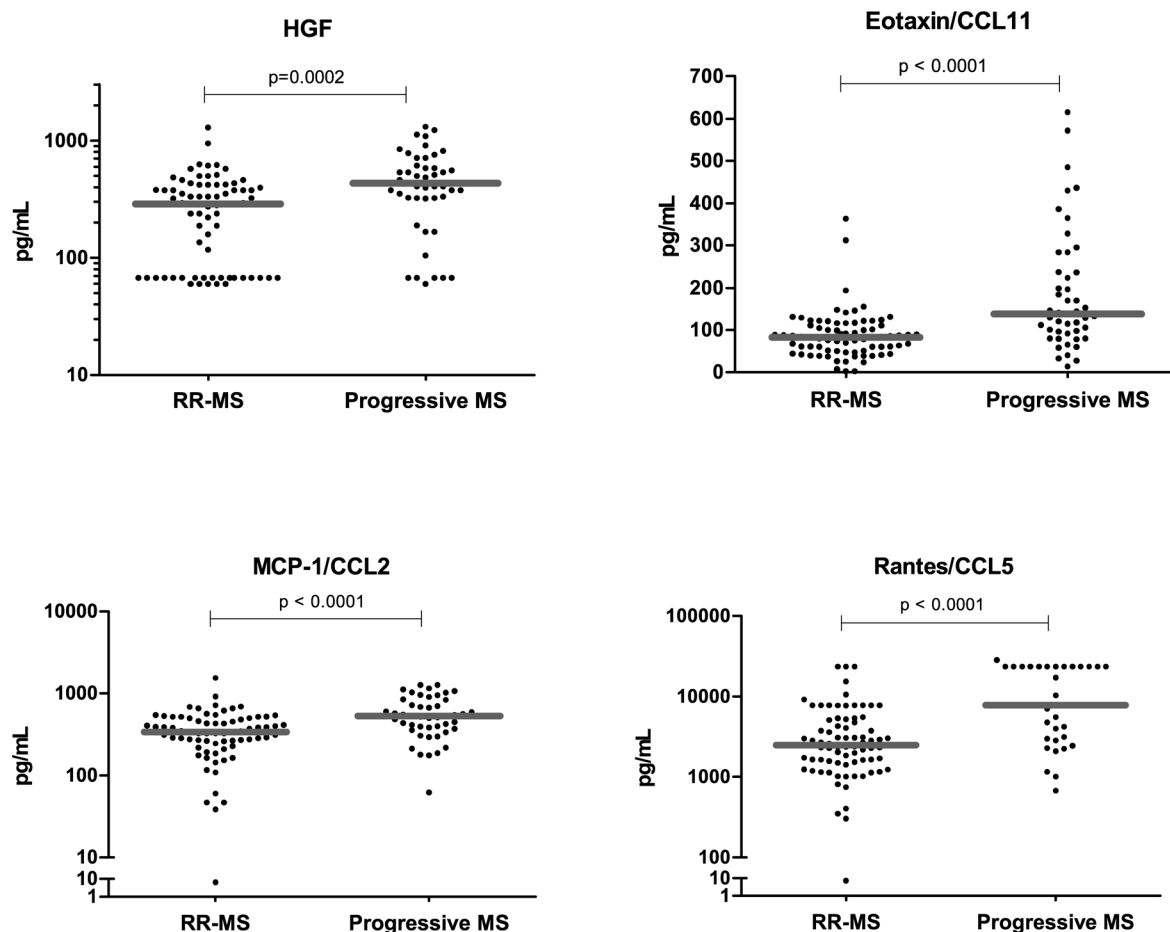 HGF
p=0.0002
1000
100
10
pg/mL
RR-MS
Progressive MS
Eotaxin/CCL11
p < 0.0001
700
600
500
400
300
200
100
0
pg/mL
RR-MS
Progressive MS
MCP-1/CCL2
p < 0.0001
10000
1000
100
10
10
1
pg/mL
RR-MS
Progressive MS
Rantes/CCL5
p < 0.0001
100000
10000
1000
100
10
1
pg/mL
RR-MS
Progressive MS